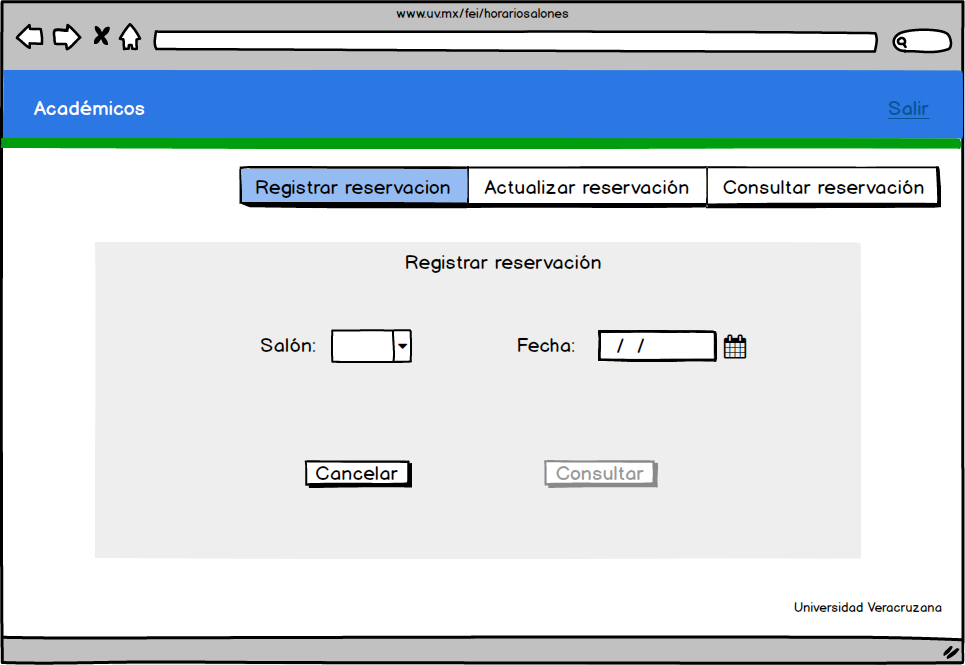 www.uv.mx/fei/horariosalones
Académicos
Salir
Registrar reservacion
Actualizar reservación
Consultar reservación
Registrar reservación
Salón:
Fecha:
/ /
Cancelar
Consultar
Universidad Veracruzana